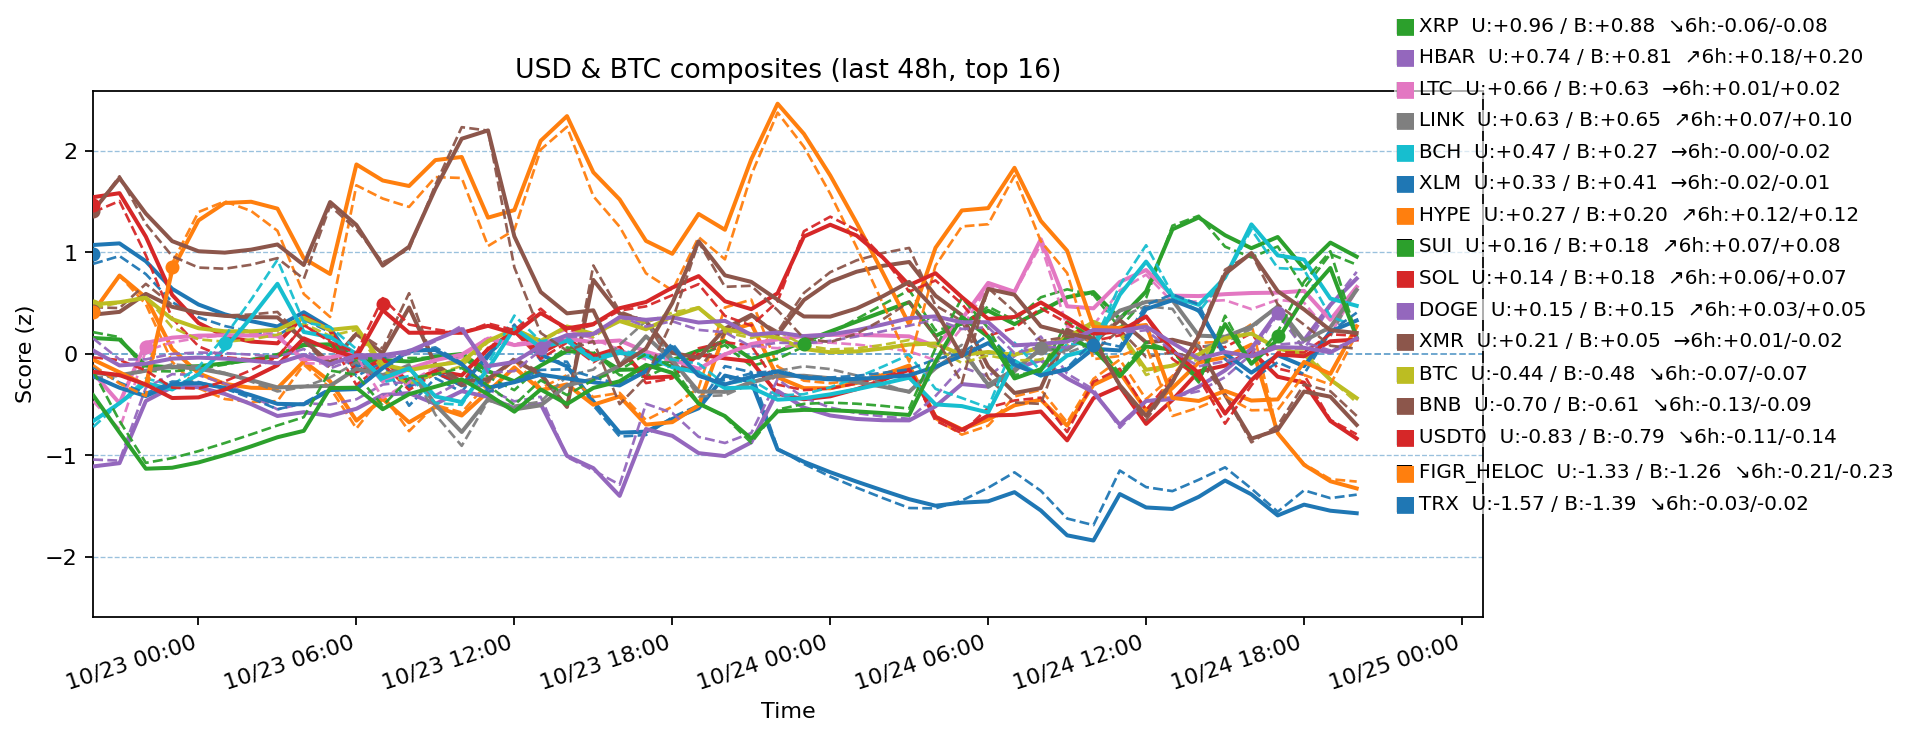 XRP  U:+0.96 / B:+0.88  ↘6h:-0.06/-0.08
HBAR  U:+0.74 / B:+0.81  ↗6h:+0.18/+0.20
USD & BTC composites (last 48h, top 16)
LTC  U:+0.66 / B:+0.63  →6h:+0.01/+0.02
LINK  U:+0.63 / B:+0.65  ↗6h:+0.07/+0.10
BCH  U:+0.47 / B:+0.27  →6h:-0.00/-0.02
XLM  U:+0.33 / B:+0.41  →6h:-0.02/-0.01
HYPE  U:+0.27 / B:+0.20  ↗6h:+0.12/+0.12
SUI  U:+0.16 / B:+0.18  ↗6h:+0.07/+0.08
SOL  U:+0.14 / B:+0.18  ↗6h:+0.06/+0.07
DOGE  U:+0.15 / B:+0.15  ↗6h:+0.03/+0.05
XMR  U:+0.21 / B:+0.05  →6h:+0.01/-0.02
BTC  U:-0.44 / B:-0.48  ↘6h:-0.07/-0.07
BNB  U:-0.70 / B:-0.61  ↘6h:-0.13/-0.09
USDT0  U:-0.83 / B:-0.79  ↘6h:-0.11/-0.14
FIGR_HELOC  U:-1.33 / B:-1.26  ↘6h:-0.21/-0.23
TRX  U:-1.57 / B:-1.39  ↘6h:-0.03/-0.02
Score (z)
2
1
0
−1
−2
10/23 00:00
10/23 06:00
10/23 12:00
10/23 18:00
10/24 00:00
10/24 06:00
10/24 12:00
10/24 18:00
10/25 00:00
Time